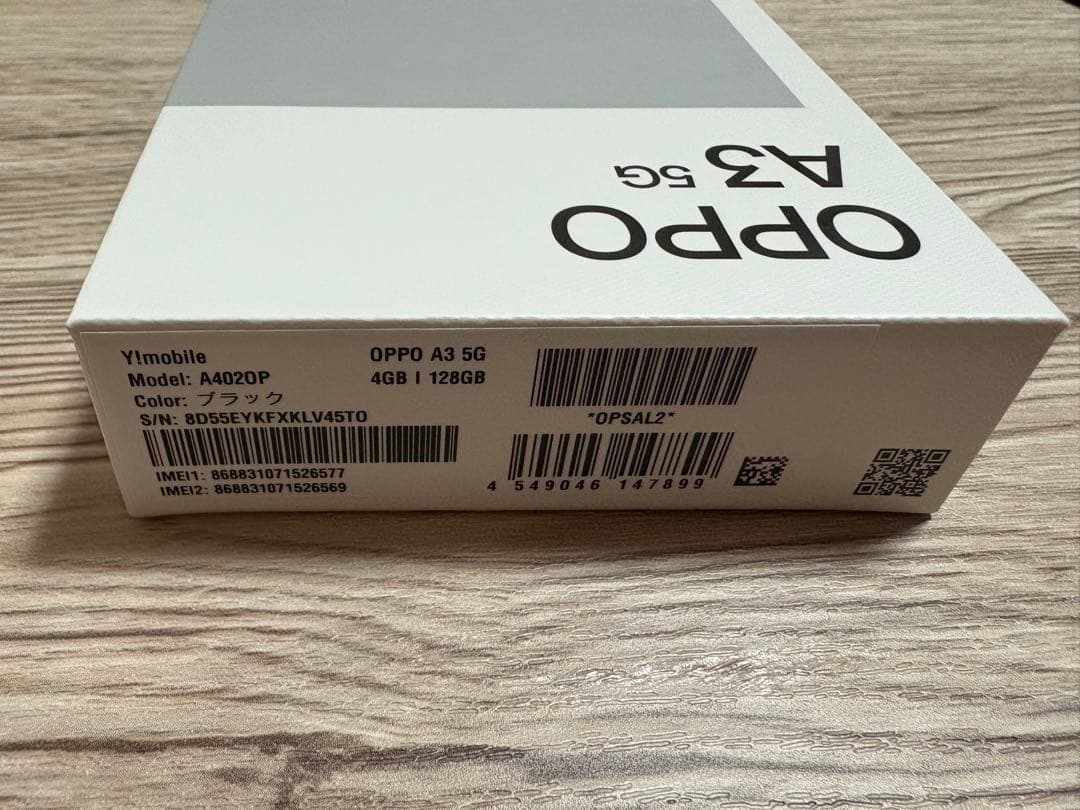 OPPO
A3 5G
Y!mobile
Model: A402OP
Color: ブラック
S/N: 8D55EYKFXKLV45TO
IMEI1: 868831071526577
IMEI2: 868831071526569
OPPO A3 5G
4GB | 128GB
*OPSAL2*
4 549046 147899